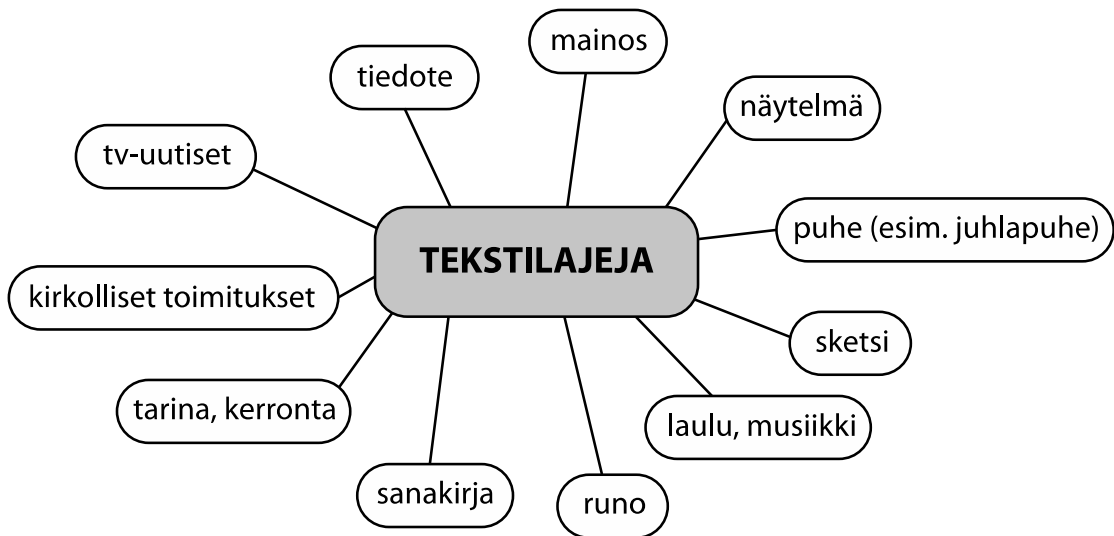 mainos
tiedote
näytelmä
tv-uutiset
puhe (esim. juhlapuhe)
TEKSTILAJEJA
kirkolliset toimitukset
sketsi
tarina, kerronta
laulu, musiikki
sanakirja
runo